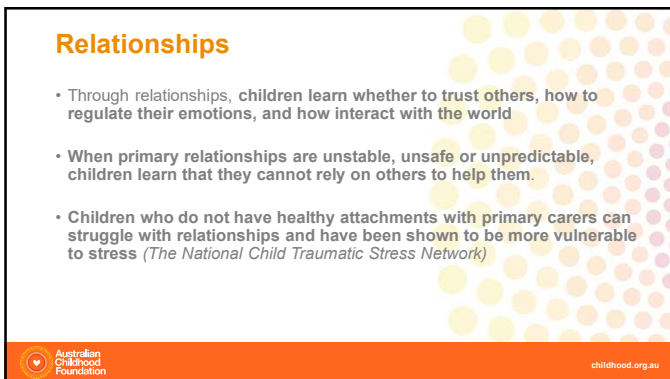 Relationships
• Through relationships, children learn whether to trust others, how to
regulate their emotions, and how interact with the world
• When primary relationships are unstable, unsafe or unpredictable,
children learn that they cannot rely on others to help them.
• Children who do not have healthy attachments with primary carers can
struggle with relationships and have been shown to be more vulnerable
to stress (The National Child Traumatic Stress Network)
Australian
Childhood
Foundation
childhood.org.au